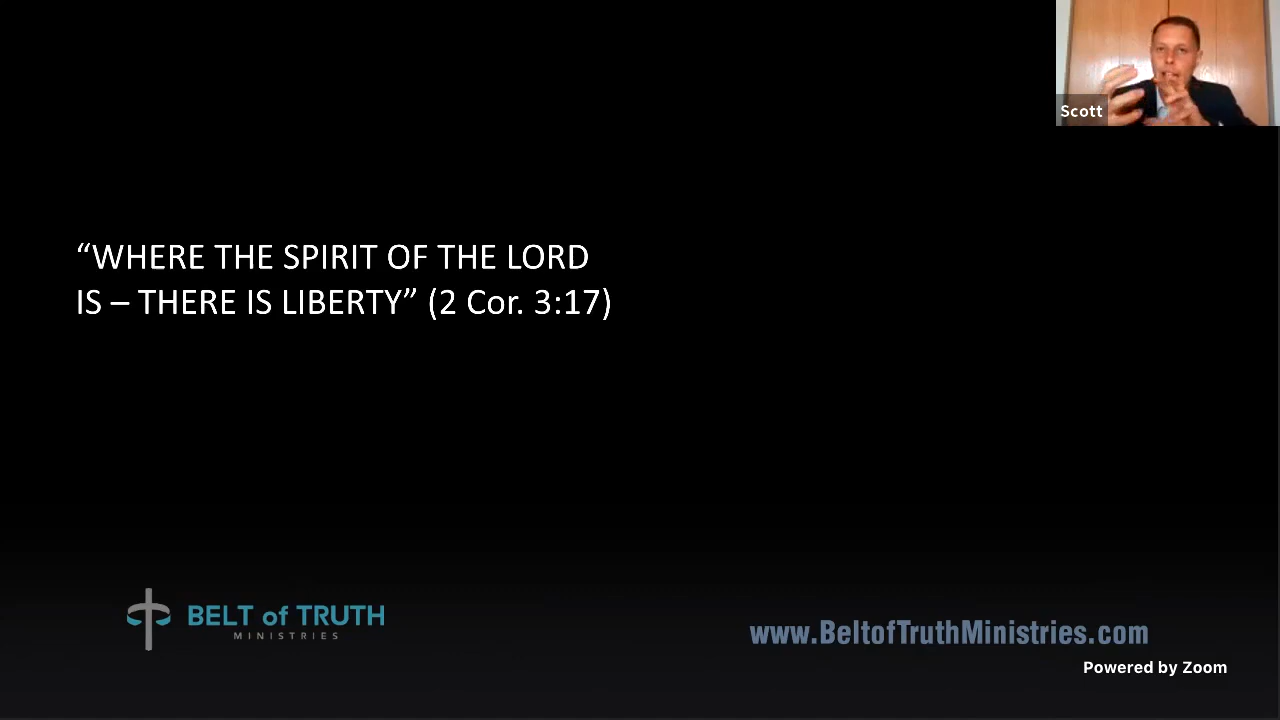 Scott
“WHERE THE SPIRIT OF THE LORD
IS – THERE IS LIBERTY” (2 Cor. 3:17)
BELT of TRUTH
MINISTRIES
www.BeltofTruthMinistries.com
Powered by Zoom